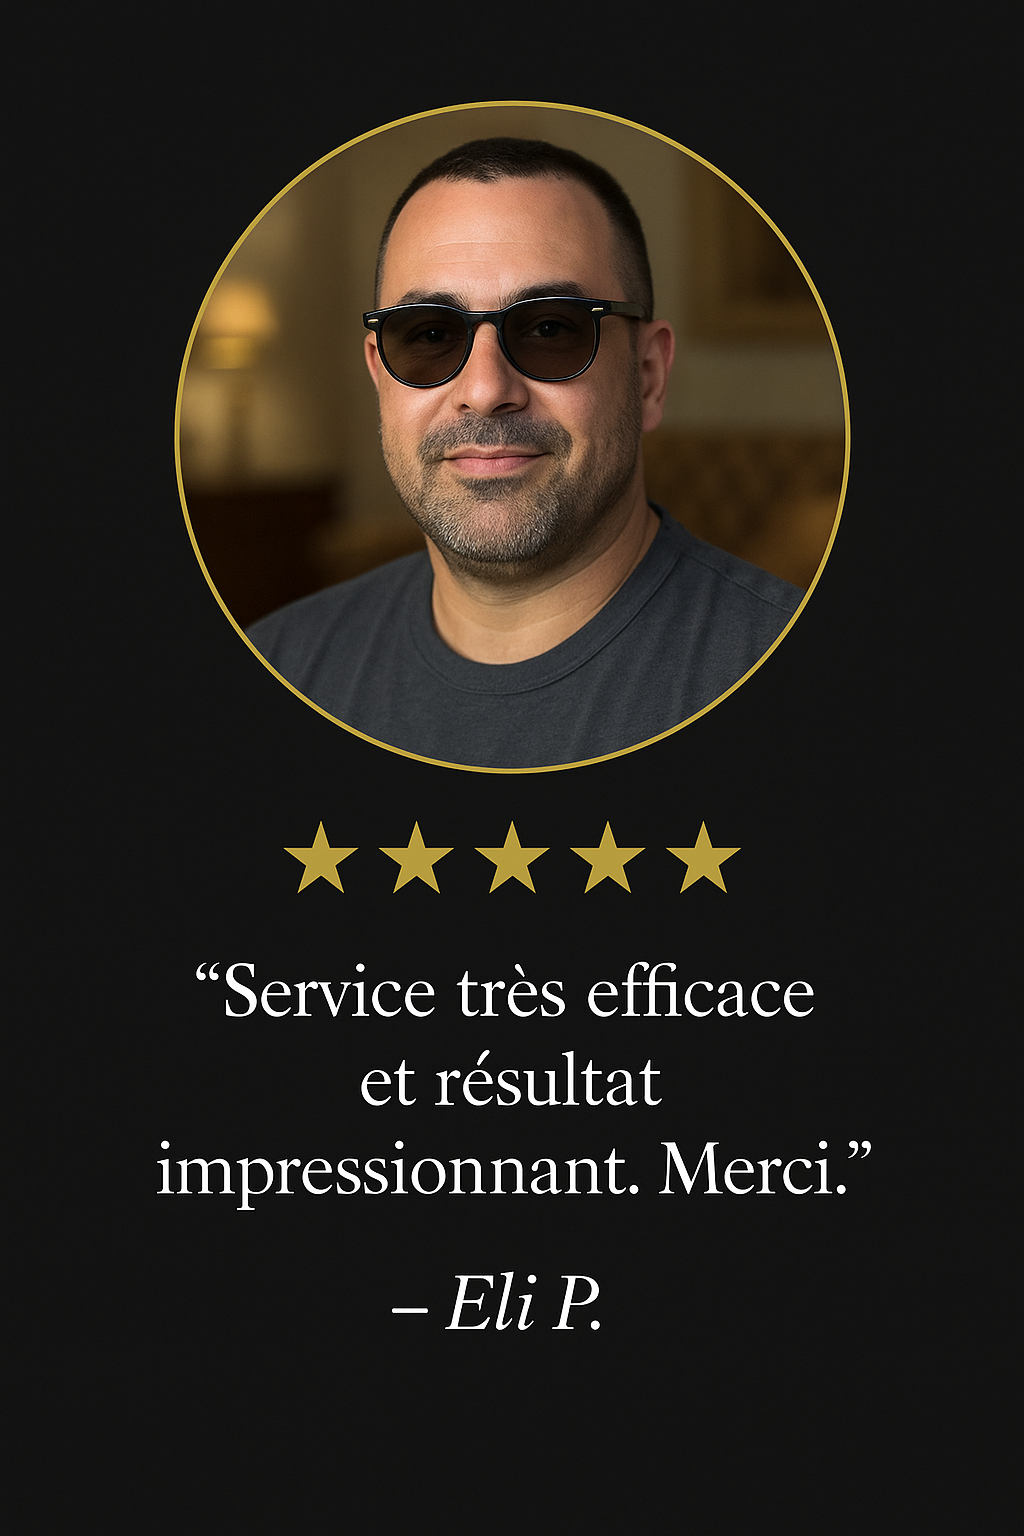 “Service très efficace
et résultat
impressionnant. Merci.”
– Eli P.